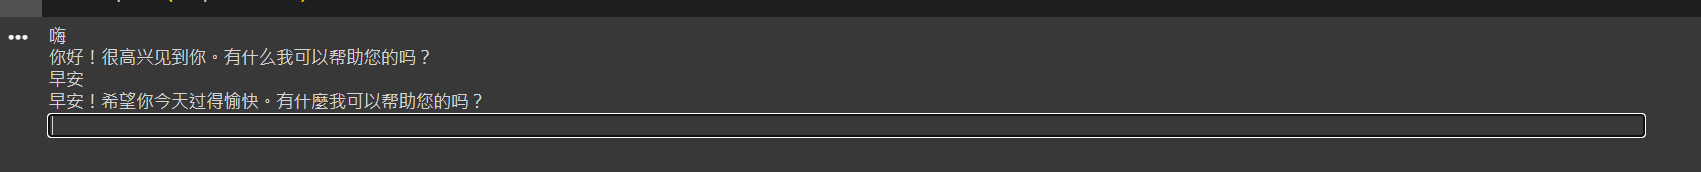 嗨
你好！很高兴见到你。有什么我可以帮助您的吗？
早安
早安！希望你今天过得愉快。有什麼我可以帮助您的吗？